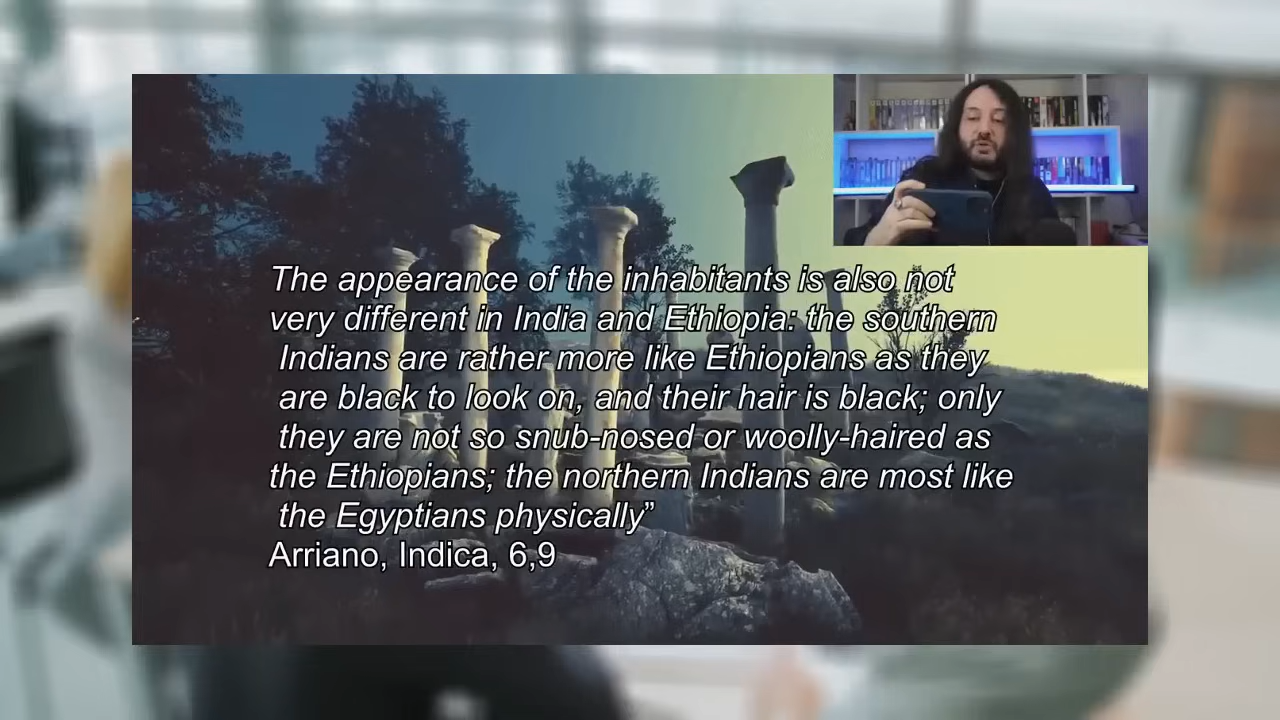 The appearance of the inhabitants is also not
very different in India and Ethiopia: the southern
Indians are rather more like Ethiopians as they
are black to look on, and their hair is black; only
they are not so snub-nosed or woolly-haired as
the Ethiopians; the northern Indians are most like
the Egyptians physically”
Arriano, Indica, 6,9